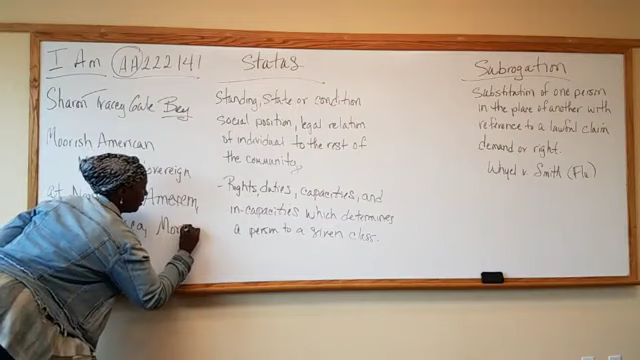 I Am AA222141
Sharon Tracey Gale Bey
Moorish American
Sovereign
at N
ea, Moo
Status
Standing, State or condition
social position, legal relation
of individual to the rest of
the community,
- Rights, duties, capacities, and
in-capacities which determines
a person to a given class.
Subrogation
Substitution of one person
in the place of another with
reference to a lawful claim
demand or right.
v. Smith (Fla)